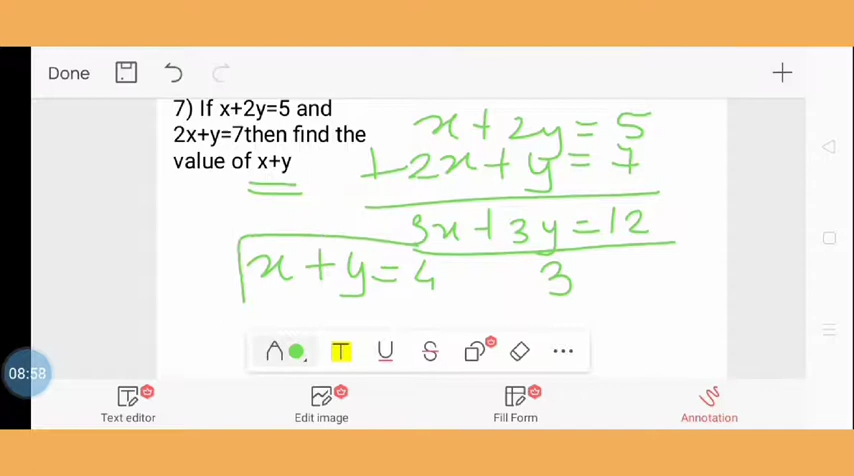 Done
7) If x+2y=5 and
2x+y=7then find the
value of x+y
x+2y=5
+2x+y=7
3x+3y=12
3
x+y=4
T
U
S
08:58
Text editor
Edit image
Fill Form
Annotation